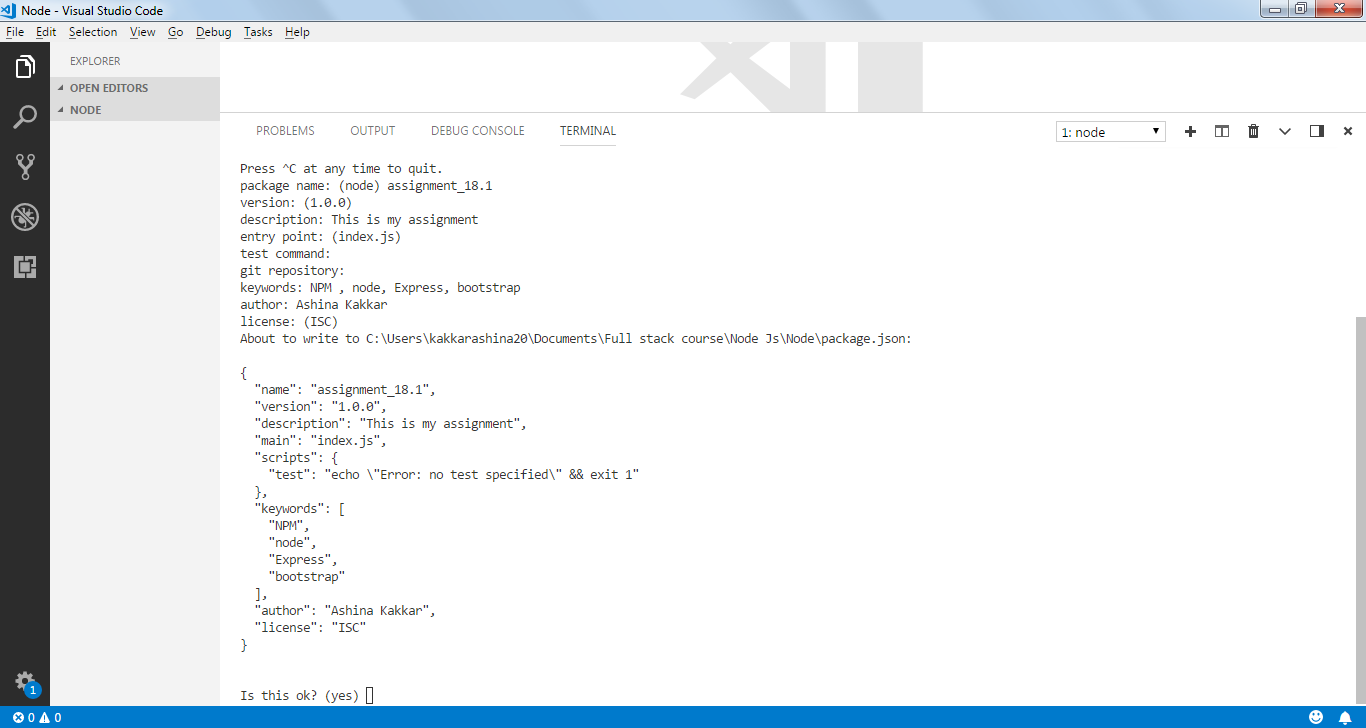 Node - Visual Studio Code
File Edit Selection View Go Debug Tasks Help
EXPLORER
OPEN EDITORS
NODE
PROBLEMS OUTPUT DEBUG CONSOLE TERMINAL 1: node
Press ^C at any time to quit.
package name: (node) assignment_18.1
version: (1.0.0)
description: This is my assignment
entry point: (index.js)
test command:
git repository:
keywords: NPM , node, Express, bootstrap
author: Ashina Kakkar
license: (ISC)
About to write to C:\Users\kakkarashina20\Documents\Full stack course\Node Js\Node\package.json:
{
  "name": "assignment_18.1",
  "version": "1.0.0",
  "description": "This is my assignment",
  "main": "index.js",
  "scripts": {
    "test": "echo \"Error: no test specified\" && exit 1"
  },
  "keywords": [
    "NPM",
    "node",
    "Express",
    "bootstrap"
  ],
  "author": "Ashina Kakkar",
  "license": "ISC"
}
Is this ok? (yes)
1
0 0